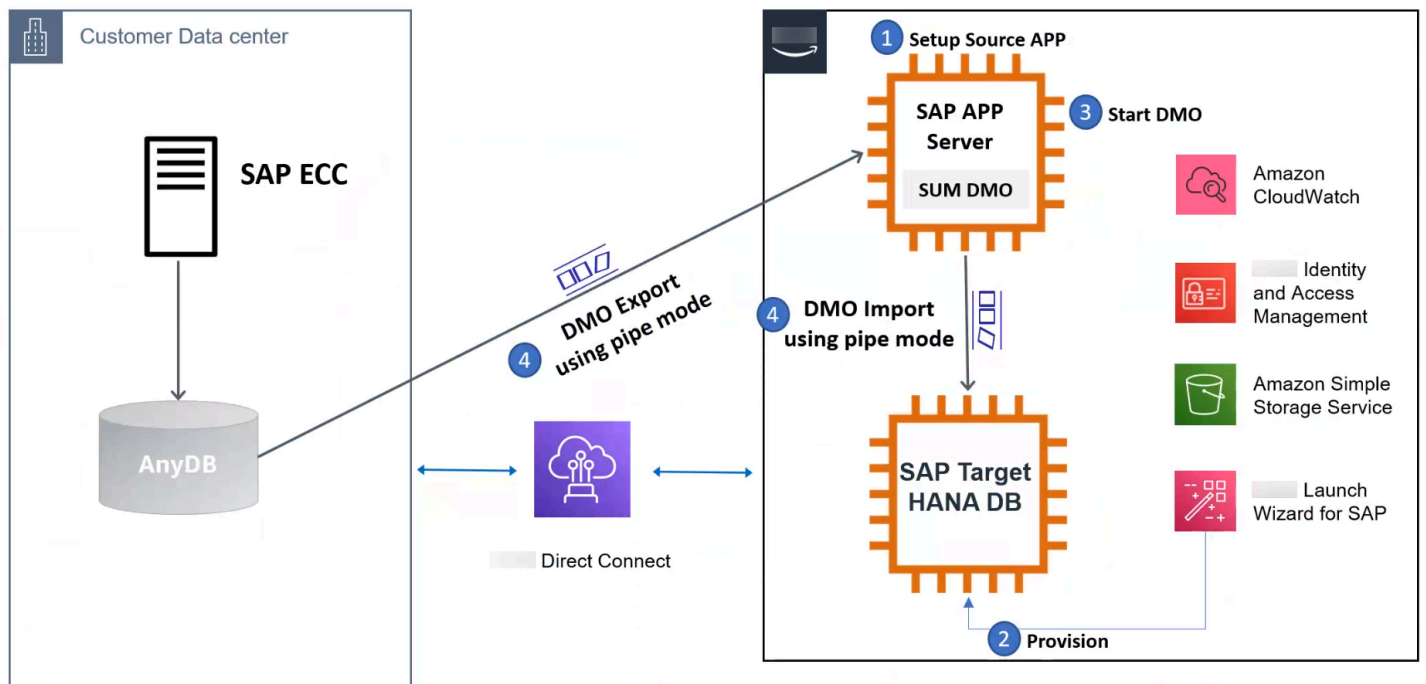 Customer Data center
SAP ECC
AnyDB
4
DMO Export
using pipe mode
Direct Connect
1 Setup Source APP
SAP APP
Server
SUM DMO
3 Start DMO
4
DMO Import
using pipe mode
SAP Target
HANA DB
2 Provision
Amazon
CloudWatch
Identity
and Access
Management
Amazon Simple
Storage Service
Launch
Wizard for SAP